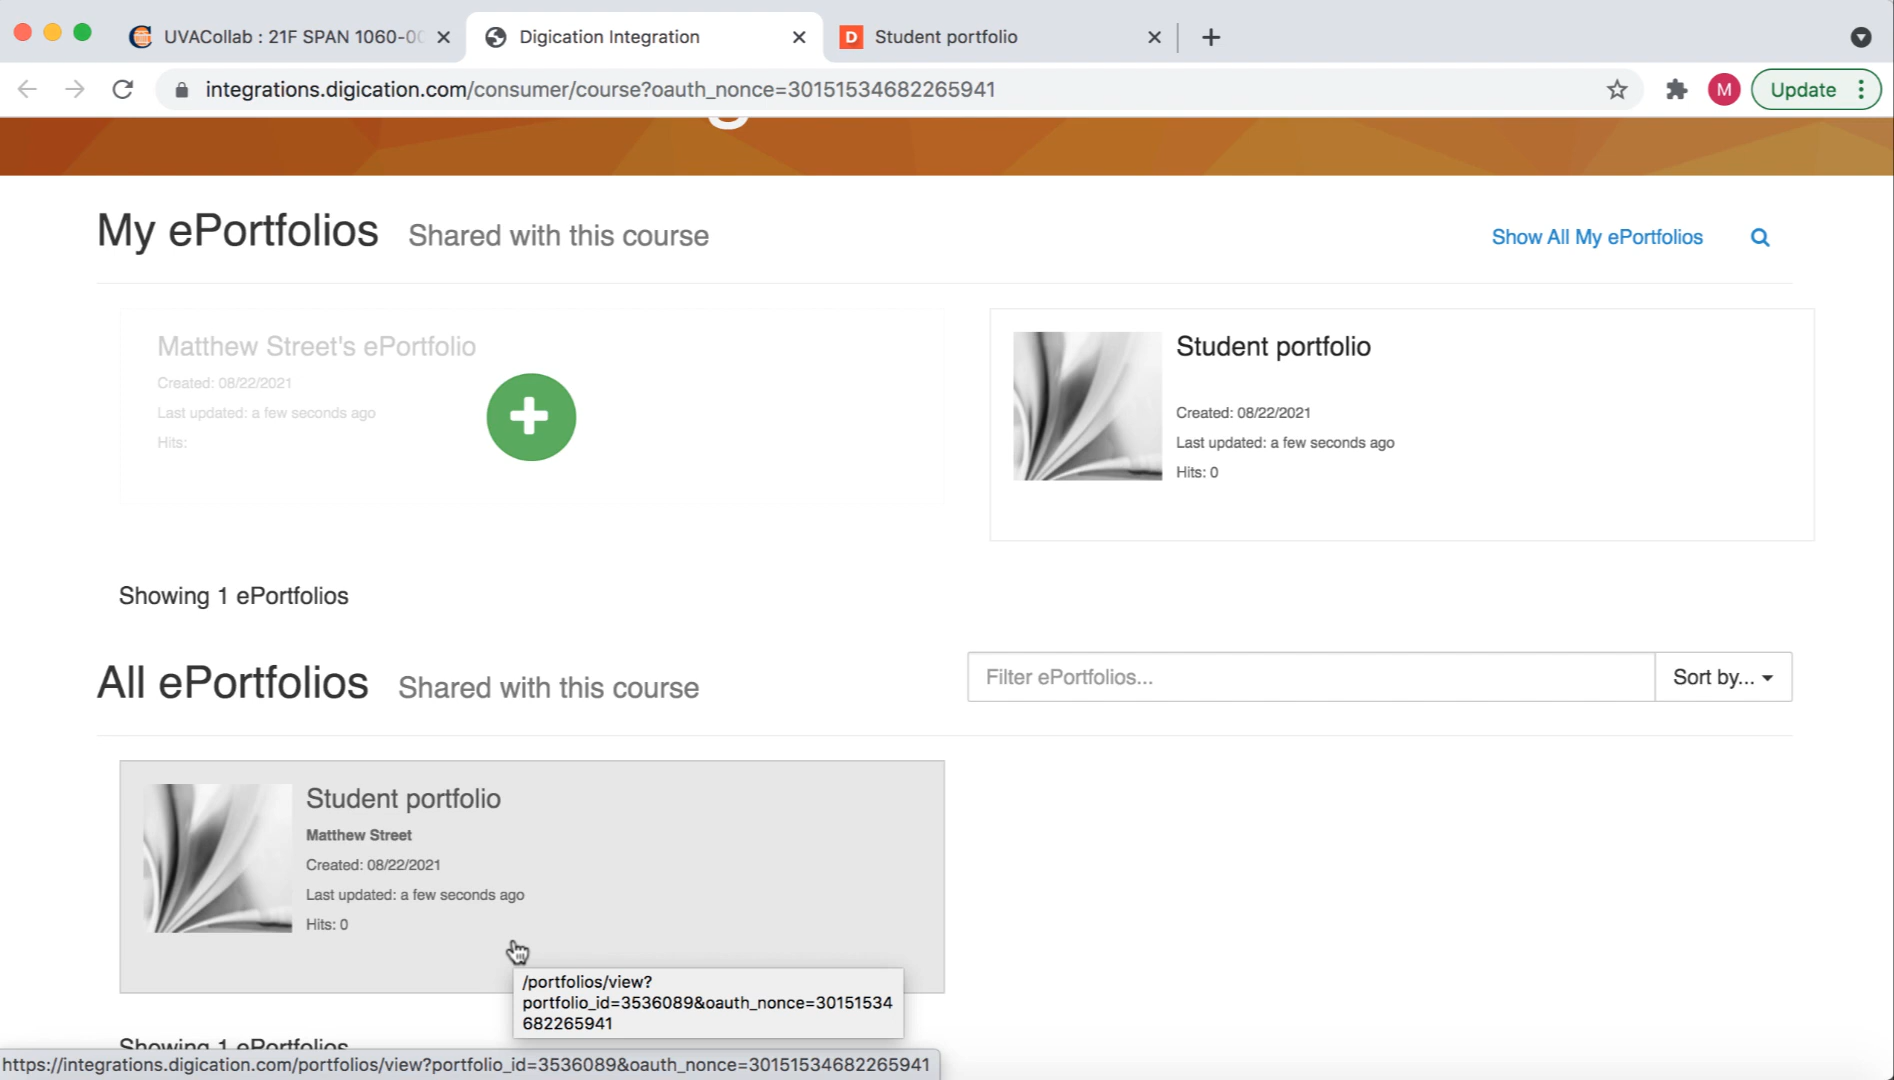 UVACollab : 21F SPAN 1060-00
Digication Integration
D
Student portfolio
integrations.digication.com/consumer/course?oauth_nonce=30151534682265941
M
Update
My ePortfolios
Shared with this course
Show All My ePortfolios
Matthew Street's ePortfolio
Created: 08/22/2021
Last updated: a few seconds ago
Hits:
Student portfolio
Created: 08/22/2021
Last updated: a few seconds ago
Hits: 0
Showing 1 ePortfolios
All ePortfolios
Shared with this course
Filter ePortfolios...
Sort by...
Student portfolio
Matthew Street
Created: 08/22/2021
Last updated: a few seconds ago
Hits: 0
/portfolios/view?
portfolio_id=3536089&oauth_nonce=30151534
682265941
Showing 1 ePortfolios
https://integrations.digication.com/portfolios/view?portfolio_id=3536089&oauth_nonce=30151534682265941